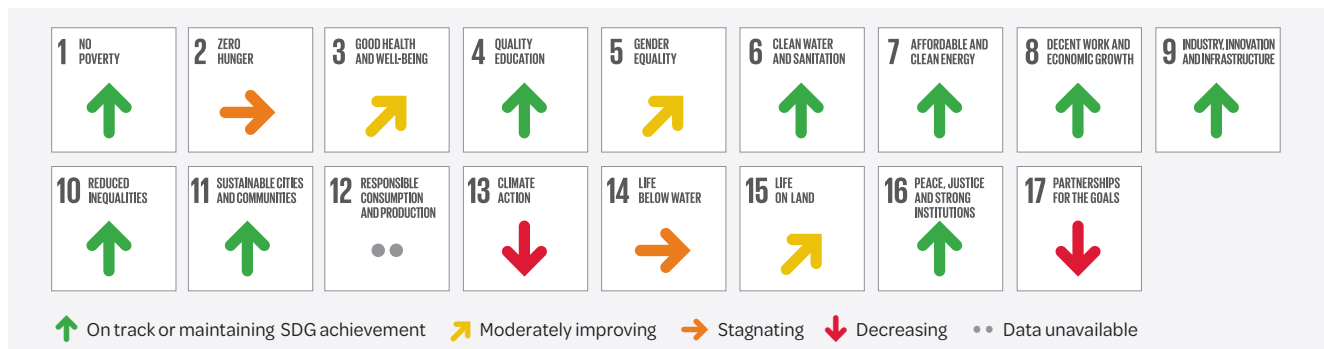 1 NO
POVERTY
2 ZERO
HUNGER
3 GOOD HEALTH
AND WELL-BEING
4 QUALITY
EDUCATION
5 GENDER
EQUALITY
6 CLEAN WATER
AND SANITATION
7 AFFORDABLE AND
CLEAN ENERGY
8 DECENT WORK AND
ECONOMIC GROWTH
9 INDUSTRY, INNOVATION
AND INFRASTRUCTURE
10 REDUCED
INEQUALITIES
11 SUSTAINABLE CITIES
AND COMMUNITIES
12 RESPONSIBLE
CONSUMPTION
AND PRODUCTION
13 CLIMATE
ACTION
14 LIFE
BELOW WATER
15 LIFE
ON LAND
16 PEACE, JUSTICE
AND STRONG
INSTITUTIONS
17 PARTNERSHIPS
FOR THE GOALS
On track or maintaining SDG achievement
Moderately improving
Stagnating
Decreasing
Data unavailable